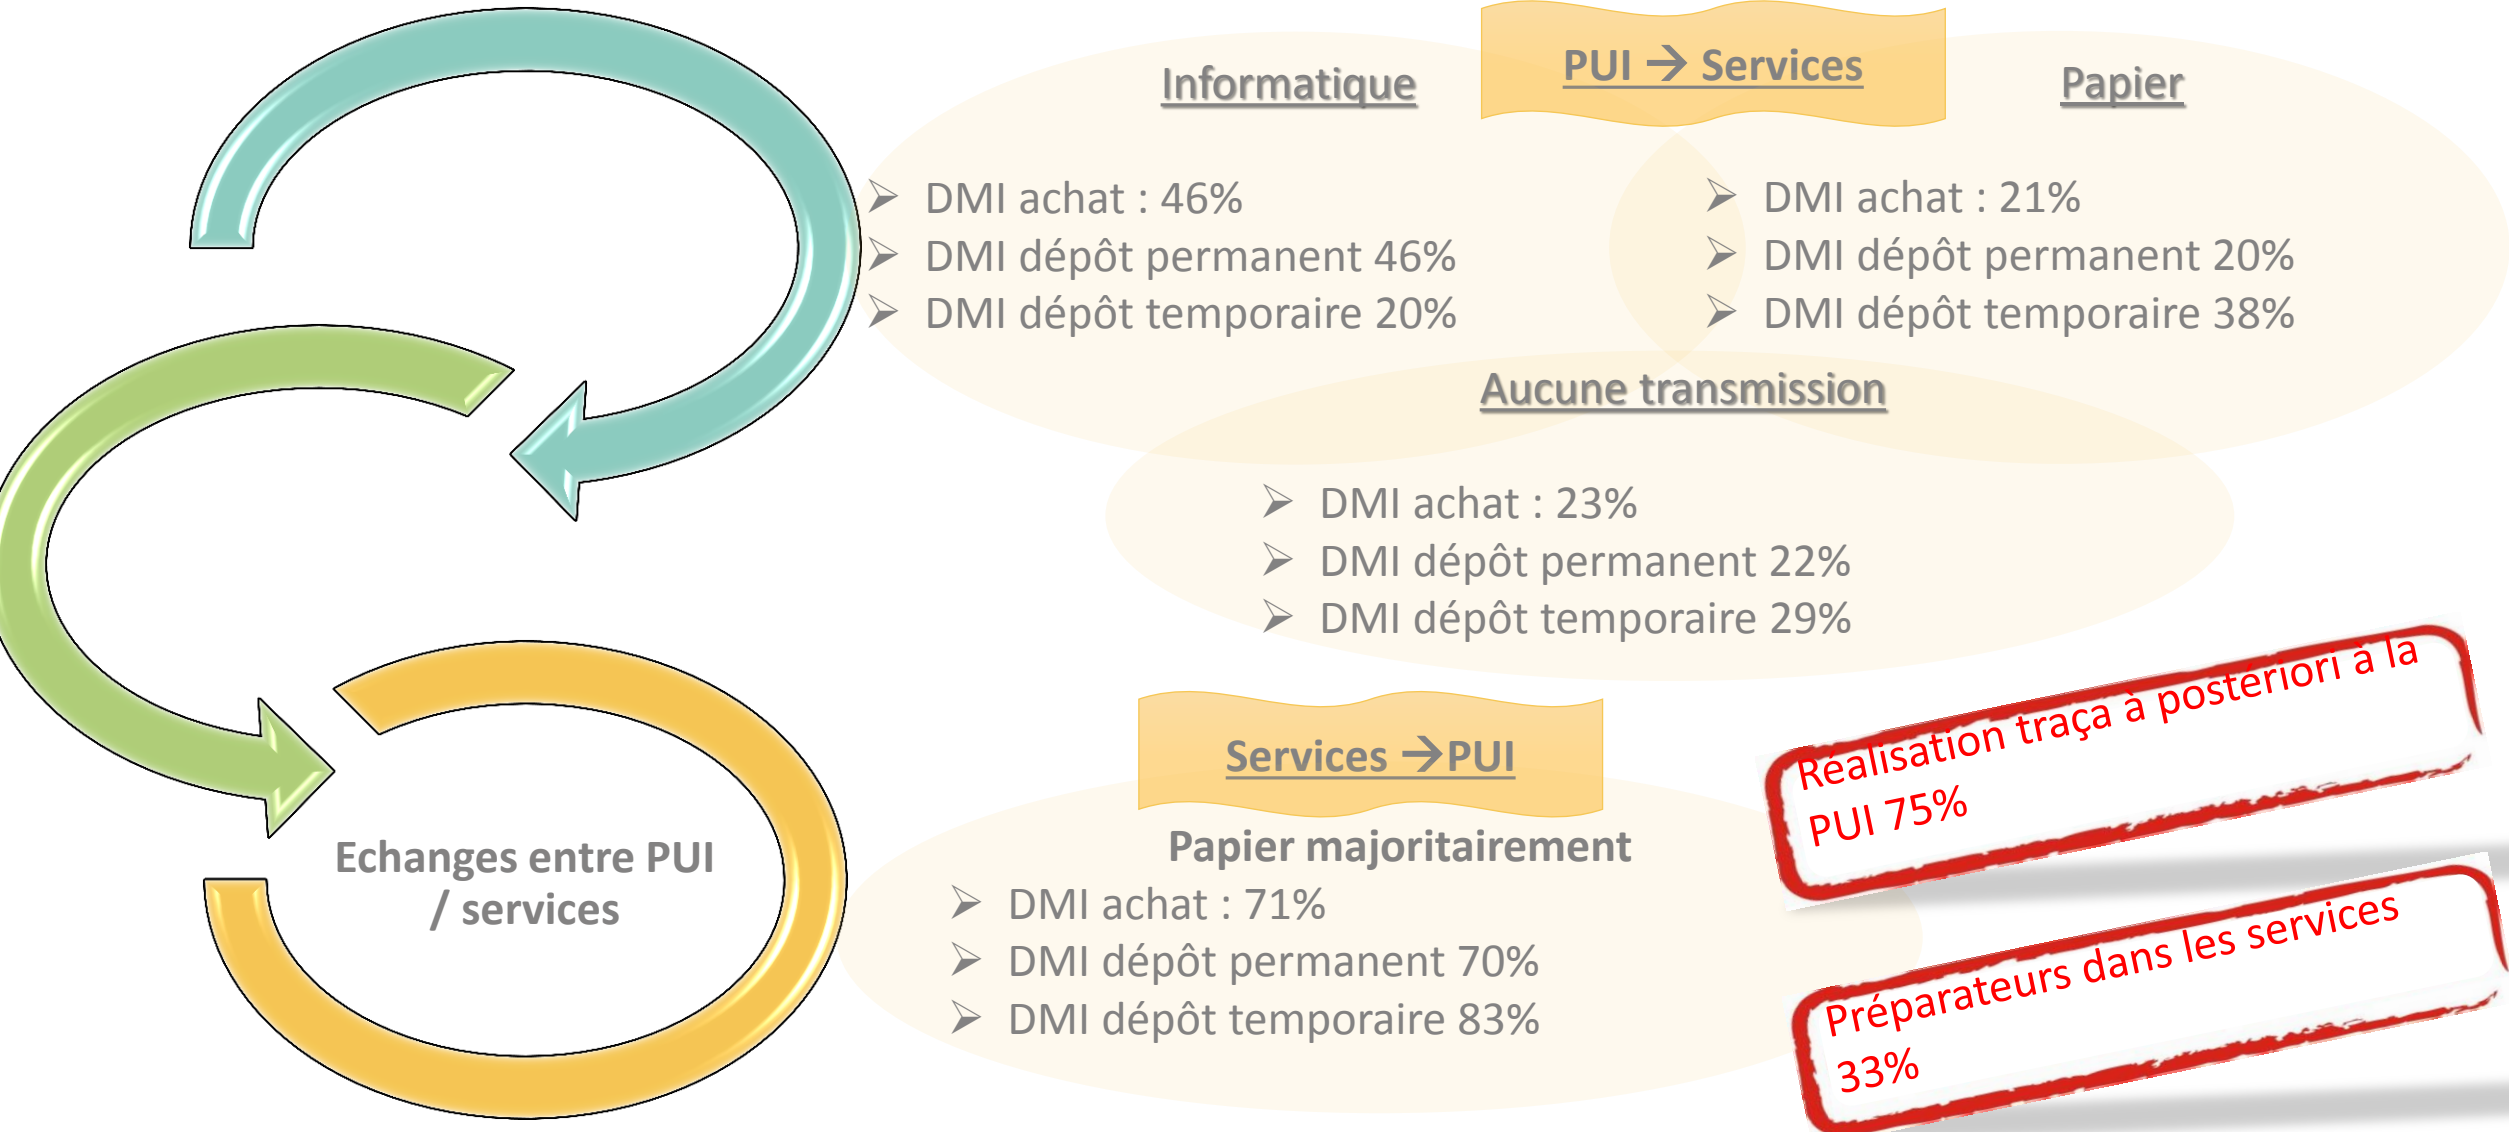 PUI → Services
Informatique
➢ DMI achat : 46%
➢ DMI dépôt permanent 46%
➢ DMI dépôt temporaire 20%
Papier
➢ DMI achat : 21%
➢ DMI dépôt permanent 20%
➢ DMI dépôt temporaire 38%
Aucune transmission
➢ DMI achat : 23%
➢ DMI dépôt permanent 22%
➢ DMI dépôt temporaire 29%
Echanges entre PUI
/ services
Services →PUI
Papier majoritairement
➢ DMI achat : 71%
➢ DMI dépôt permanent 70%
➢ DMI dépôt temporaire 83%
Réalisation traça à postériori à la
PUI 75%
Préparateurs dans les services
33%